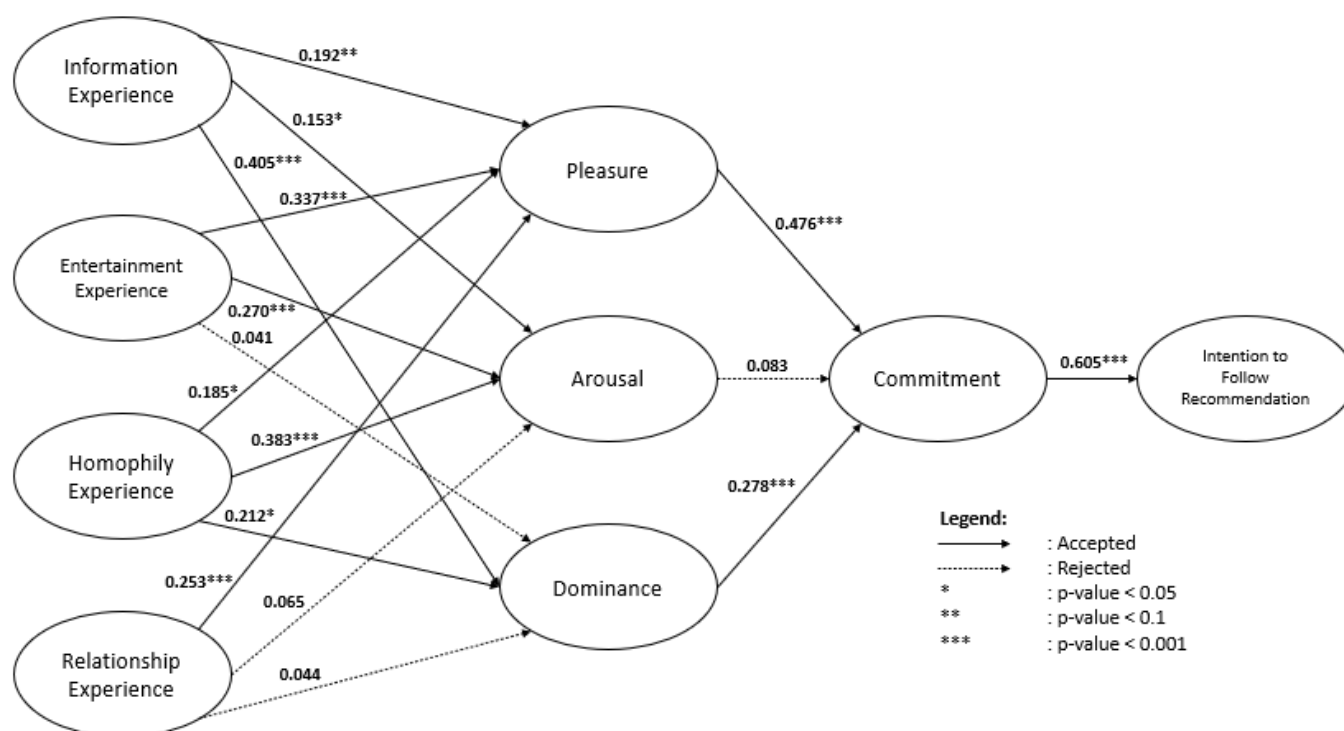 Information
Experience
Entertainment
Experience
Homophily
Experience
Relationship
Experience
0.192**
0.153*
0.405***
0.337***
0.270***
0.041
0.185*
0.383***
0.212*
0.253***
0.065
0.044
Pleasure
Arousal
Dominance
0.476***
0.083
0.278***
Commitment
0.605***
Intention to
Follow
Recommendation
Legend:
: Accepted
: Rejected
* : p-value < 0.05
** : p-value < 0.1
*** : p-value < 0.001